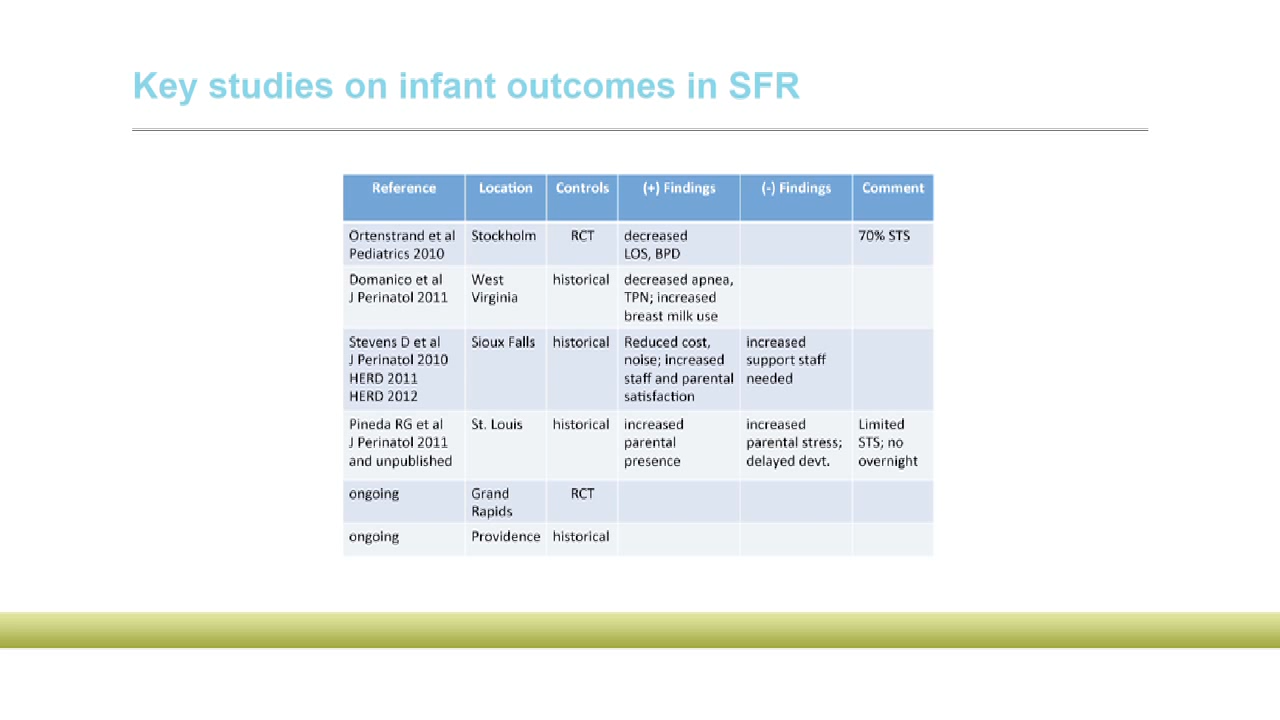 Key studies on infant outcomes in SFR
Reference Location Controls (+) Findings (-) Findings Comment
Ortenstrand et al Stockholm RCT decreased 70% STS
Pediatrics 2010 LOS, BPD
Domanico et al West historical decreased apnea,
J Perinatol 2011 Virginia TPN; increased
breast milk use
Stevens D et al Sioux Falls historical Reduced cost, increased
J Perinatol 2010 noise; increased support staff
HERD 2011 staff and parental needed
HERD 2012 satisfaction
Pineda RG et al St. Louis historical increased increased Limited
J Perinatol 2011 parental parental stress; STS; no
and unpublished presence delayed devt. overnight
ongoing Grand RCT
Rapids
ongoing Providence historical